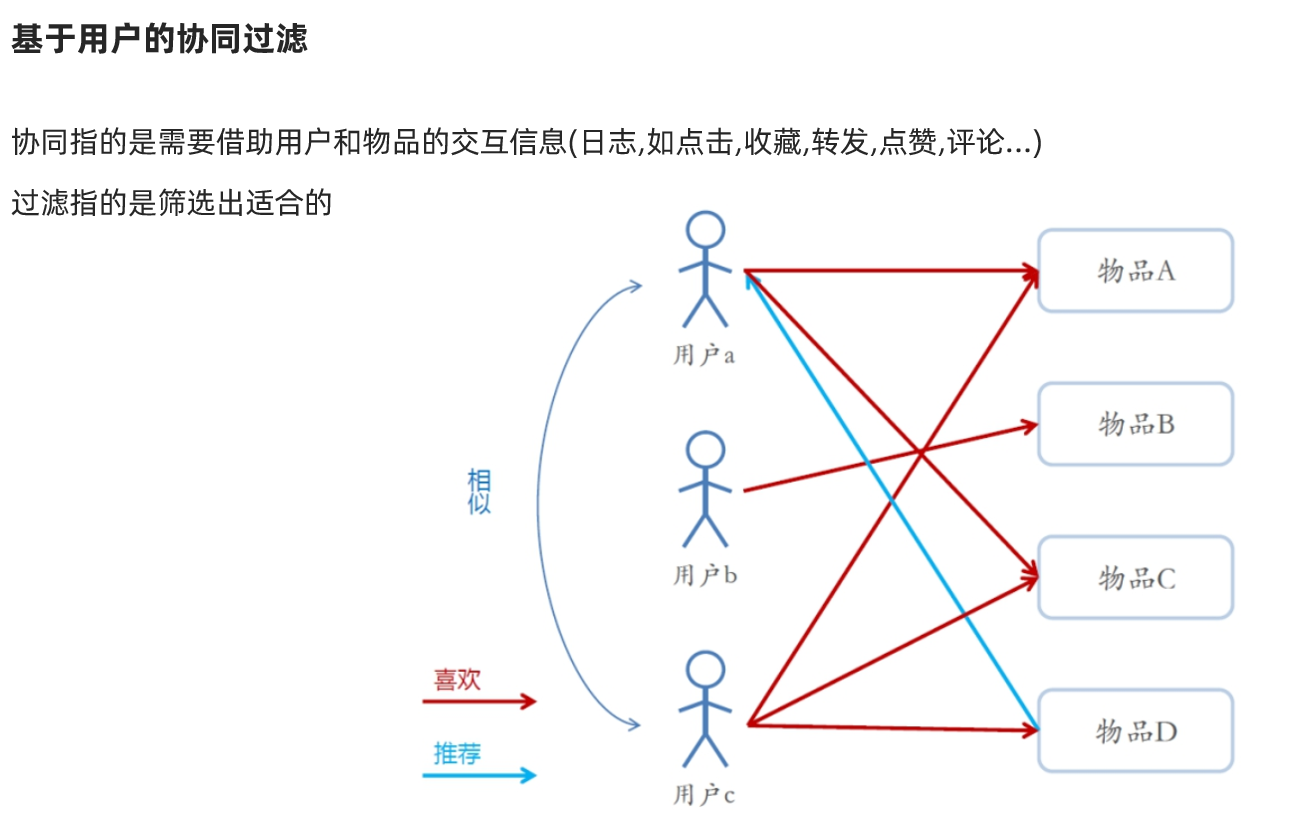 基于用户的协同过滤
协同指的是需要借助用户和物品的交互信息(日志,如点击,收藏,转发,点赞,评论...)
过滤指的是筛选出适合的
物品A
用户a
物品B
相似
用户b
物品C
喜欢
物品D
推荐
用户c